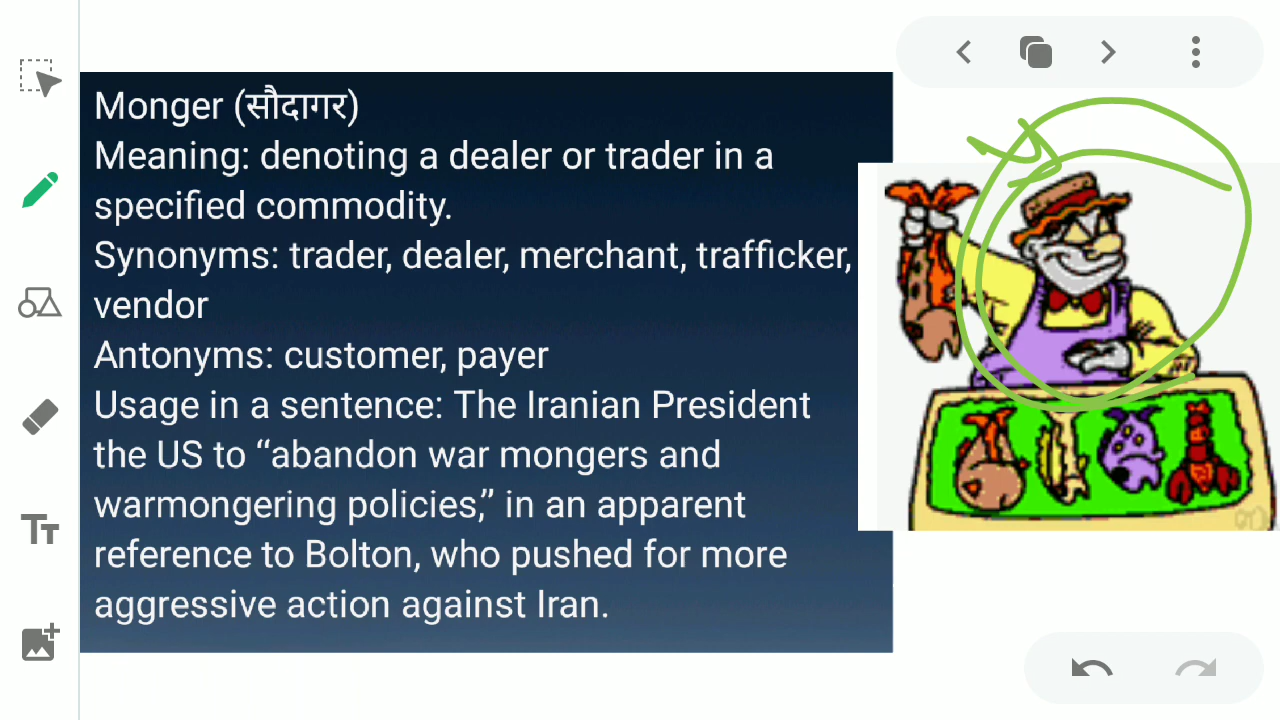 Monger (सौदागर)
Meaning: denoting a dealer or trader in a
specified commodity.
Synonyms: trader, dealer, merchant, trafficker,
vendor
Antonyms: customer, payer
Usage in a sentence: The Iranian President
the US to “abandon war mongers and
warmongering policies,” in an apparent
reference to Bolton, who pushed for more
aggressive action against Iran.